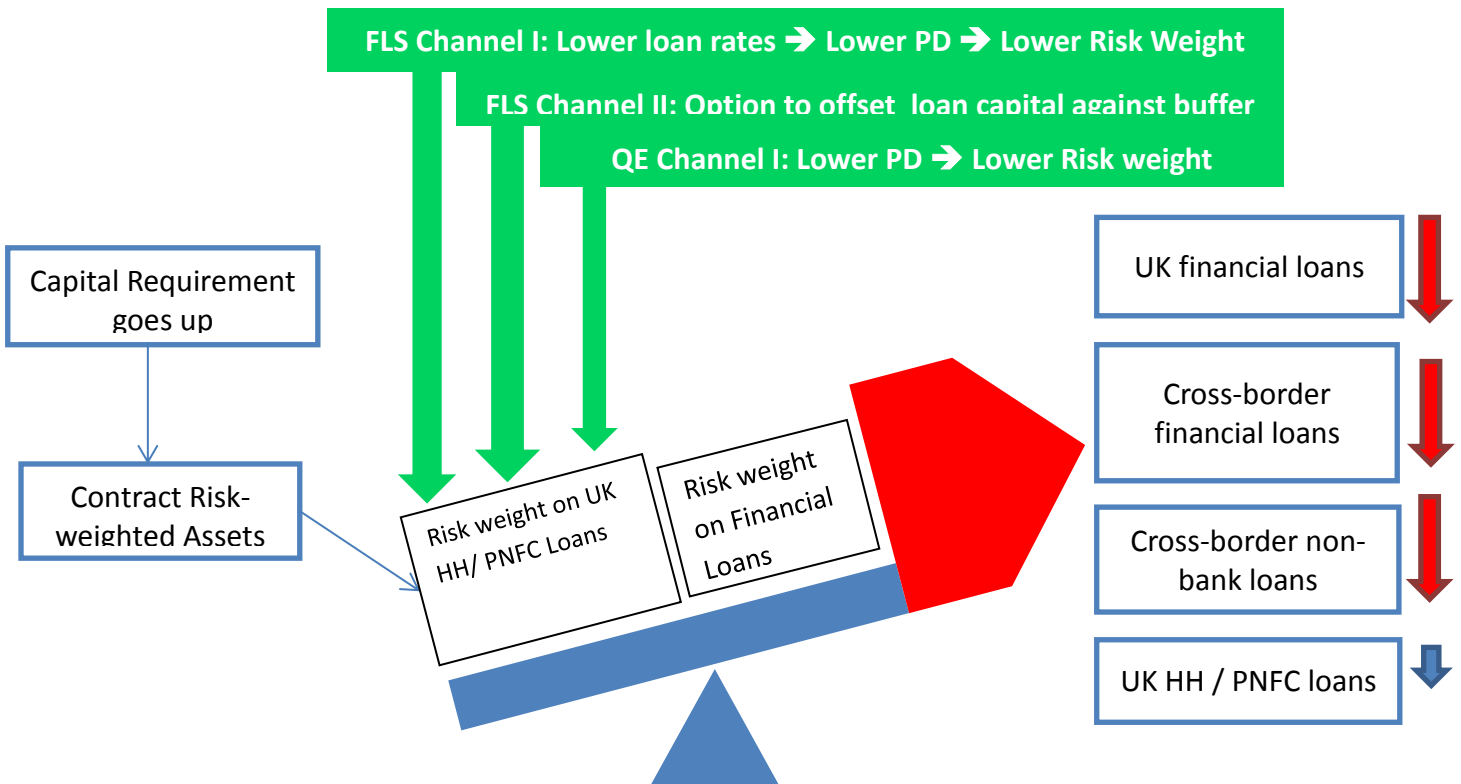 FLS Channel I: Lower loan rates ➔ Lower PD ➔ Lower Risk Weight
FLS Channel II: Option to offset loan capital against buffer
QE Channel I: Lower PD ➔ Lower Risk weight
Capital Requirement
goes up
Contract Risk-
weighted Assets
Risk weight on UK
HH/ PNFC Loans
Risk weight
on Financial
Loans
UK financial loans
Cross-border
financial loans
Cross-border non-
bank loans
UK HH / PNFC loans